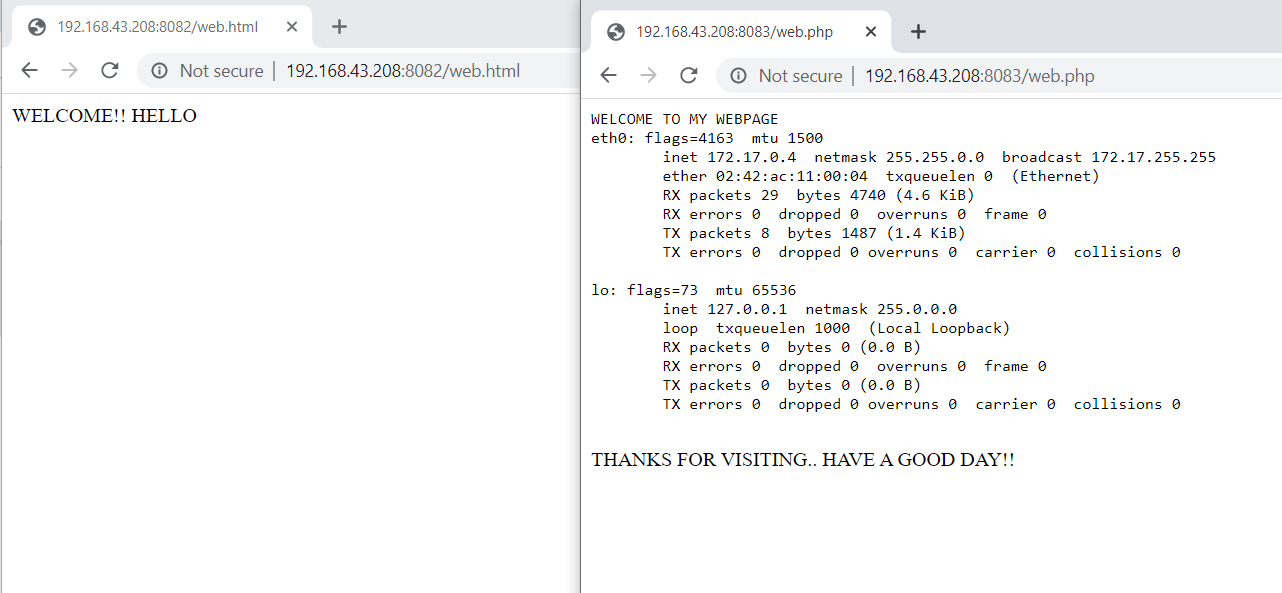 192.168.43.208:8082/web.html
Not secure | 192.168.43.208:8082/web.html
WELCOME!! HELLO
192.168.43.208:8083/web.php
Not secure | 192.168.43.208:8083/web.php
WELCOME TO MY WEBPAGE
eth0: flags=4163  mtu 1500
        inet 172.17.0.4  netmask 255.255.0.0  broadcast 172.17.255.255
        ether 02:42:ac:11:00:04  txqueuelen 0  (Ethernet)
        RX packets 29  bytes 4740 (4.6 KiB)
        RX errors 0  dropped 0  overruns 0  frame 0
        TX packets 8  bytes 1487 (1.4 KiB)
        TX errors 0  dropped 0 overruns 0  carrier 0  collisions 0
lo: flags=73  mtu 65536
        inet 127.0.0.1  netmask 255.0.0.0
        loop  txqueuelen 1000  (Local Loopback)
        RX packets 0  bytes 0 (0.0 B)
        RX errors 0  dropped 0  overruns 0  frame 0
        TX packets 0  bytes 0 (0.0 B)
        TX errors 0  dropped 0 overruns 0  carrier 0  collisions 0
THANKS FOR VISITING.. HAVE A GOOD DAY!!